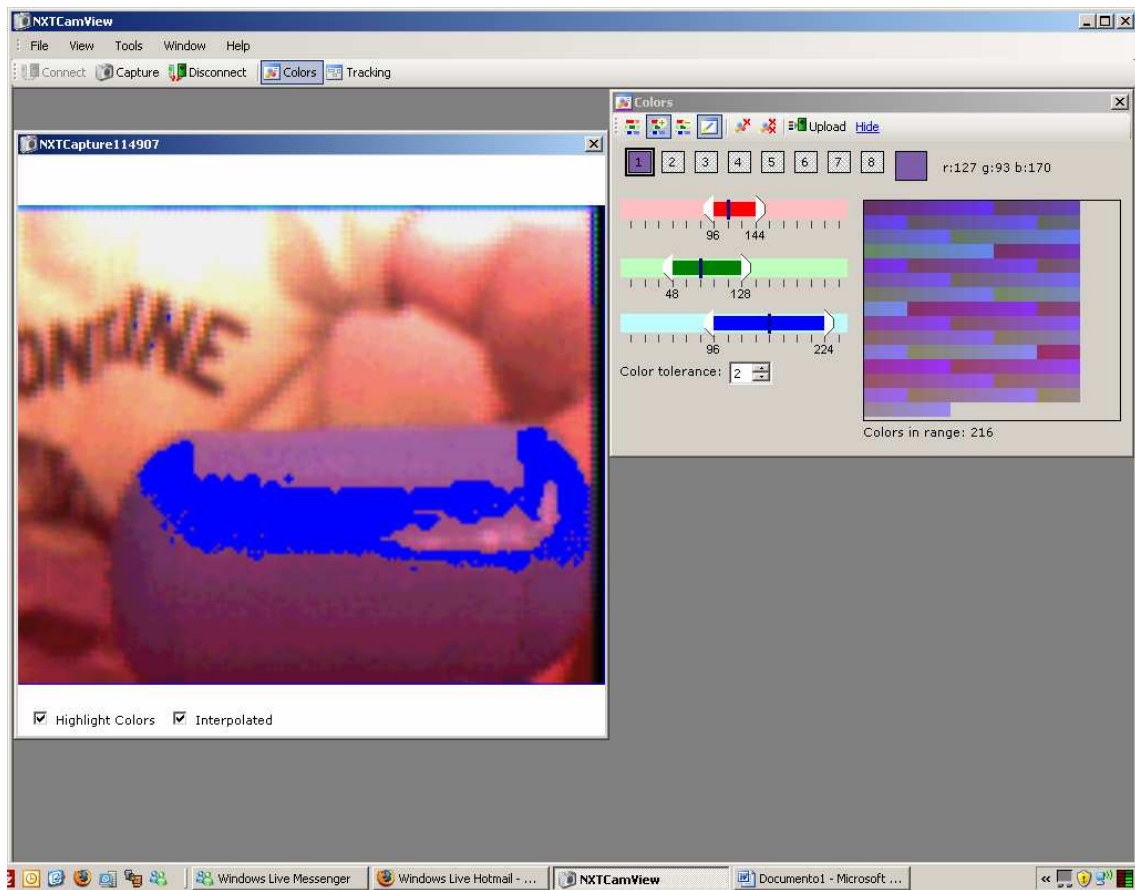 NXTCamView
File View Tools Window Help
Connect Capture Disconnect Colors Tracking
Colors
Upload Hide
1 2 3 4 5 6 7 8 r:127 g:93 b:170
96 144
48 128
96 224
Color tolerance: 2
Colors in range: 216
NXTCapture114907
ONTINE
Highlight Colors Interpolated
Windows Live Messenger Windows Live Hotmail - ... NXTCamView Documento1 - Microsoft ... «